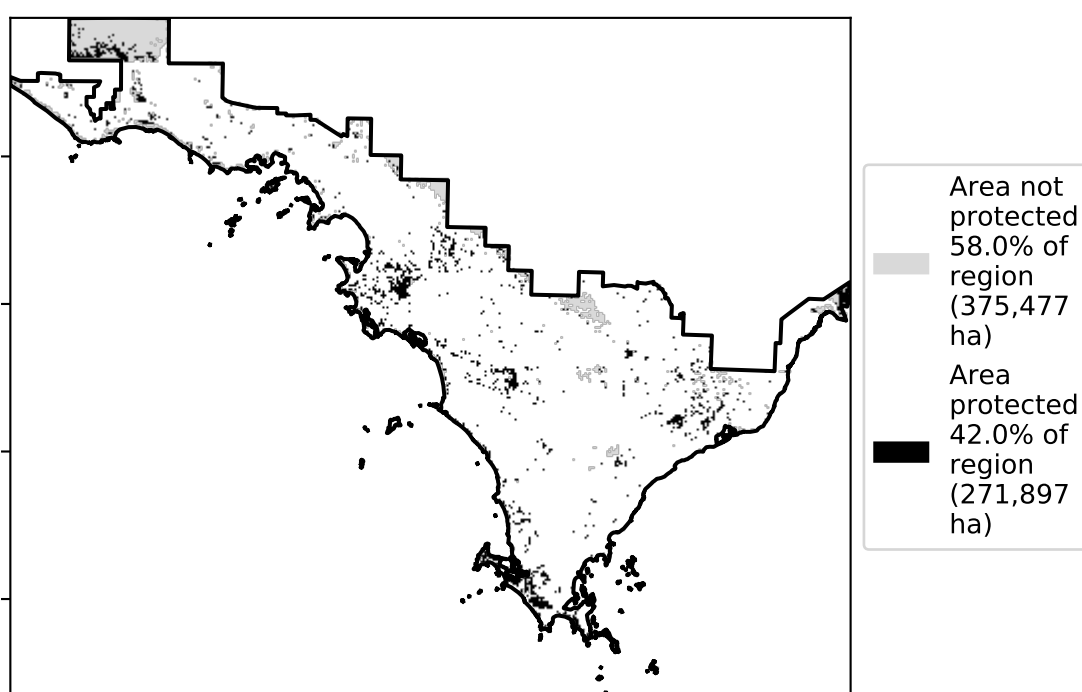 Area not
protected
58.0% of
region
(375,477
ha)
Area
protected
42.0% of
region
(271,897
ha)